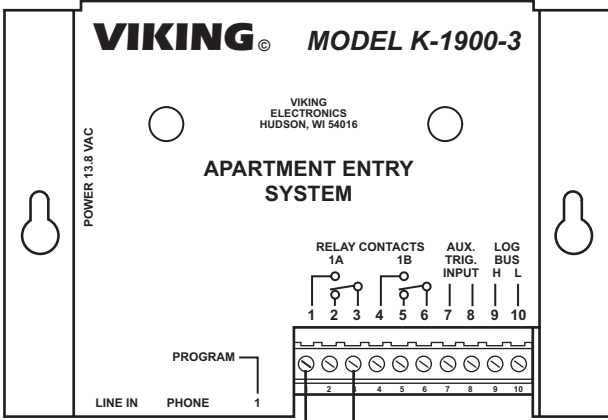 VIKING© MODEL K-1900-3
VIKING
ELECTRONICS
HUDSON, WI 54016
POWER 13.8 VAC
APARTMENT ENTRY
SYSTEM
RELAY CONTACTS
1A 1B
AUX.
TRIG.
INPUT
LOG
BUS
H L
1 2 3 4 5 6 7 8 9 10
PROGRAM
2 4 5 6 7 8 9 10
LINE IN PHONE 1